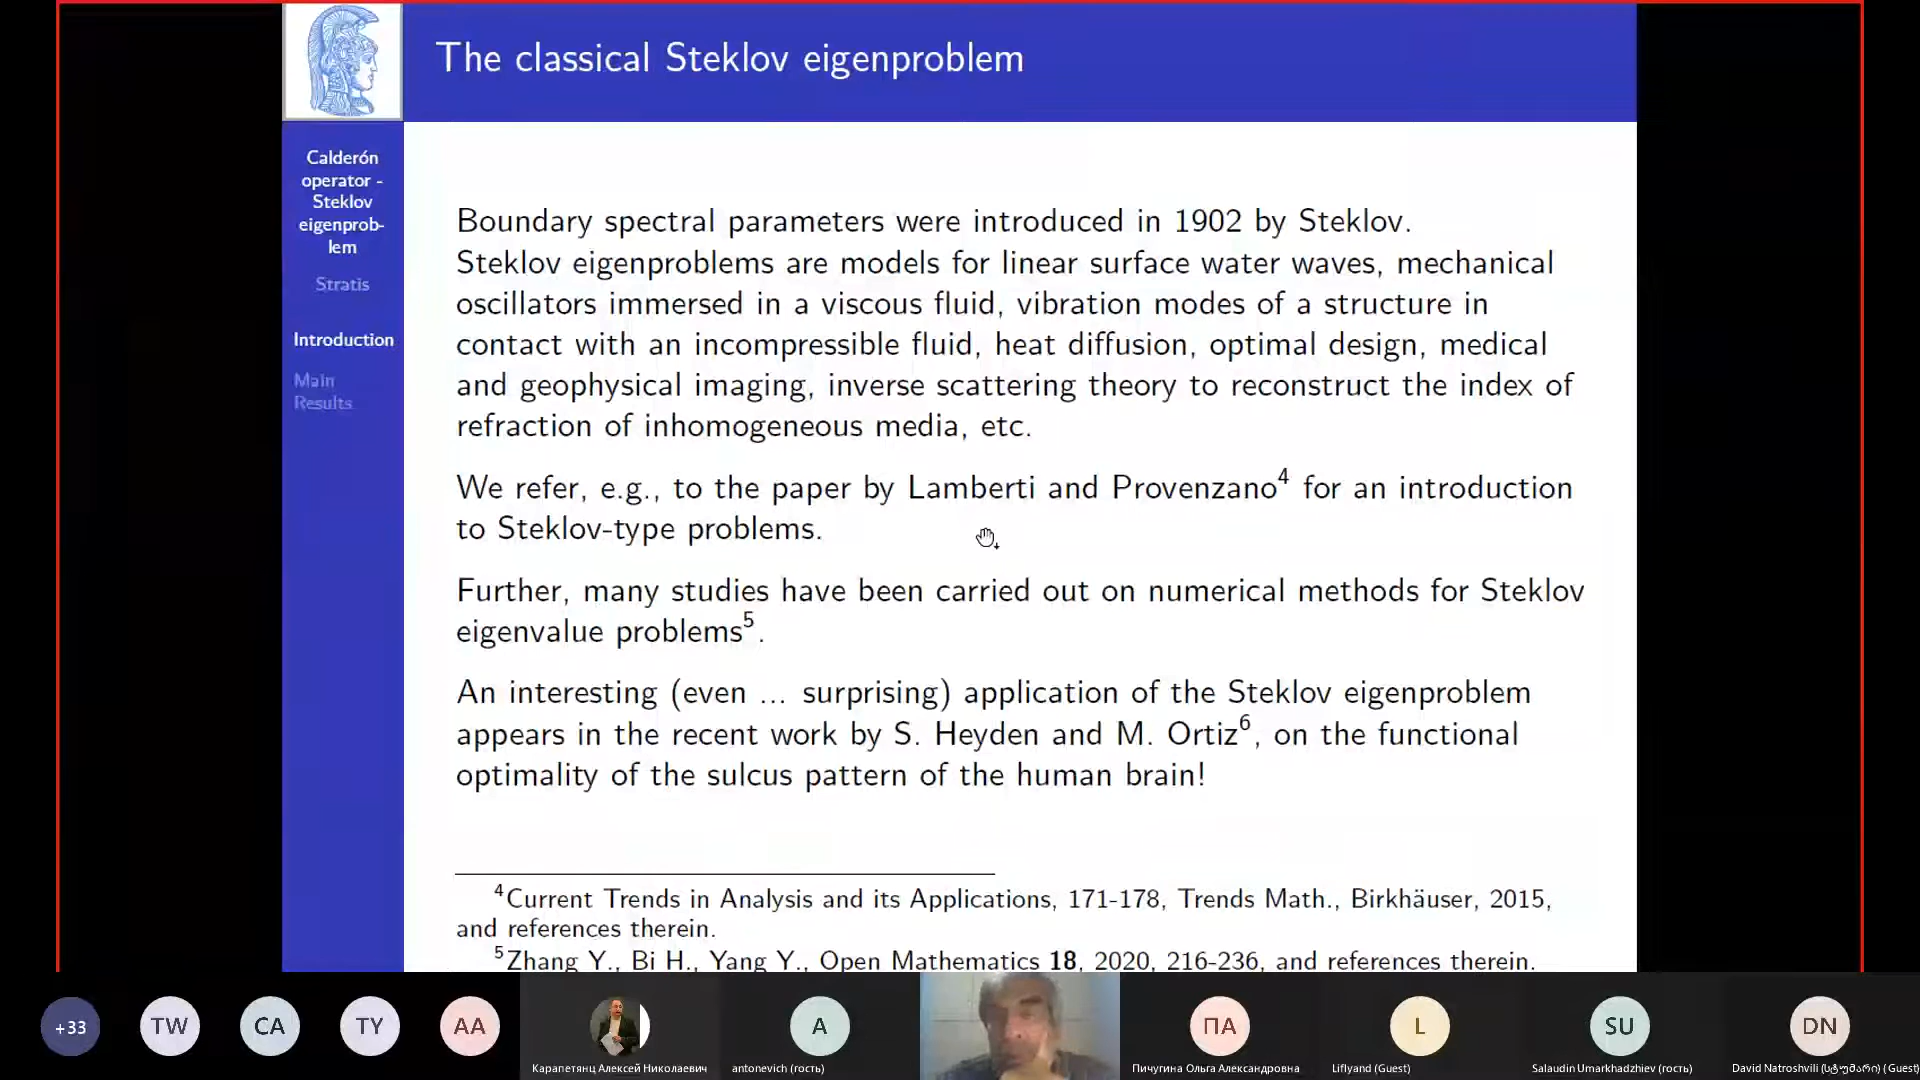 The classical Steklov eigenproblem
Calderón
operator -
Steklov
eigenprob-
lem
Stratis
Introduction
Main
Results
Boundary spectral parameters were introduced in 1902 by Steklov.
Steklov eigenproblems are models for linear surface water waves, mechanical
oscillators immersed in a viscous fluid, vibration modes of a structure in
contact with an incompressible fluid, heat diffusion, optimal design, medical
and geophysical imaging, inverse scattering theory to reconstruct the index of
refraction of inhomogeneous media, etc.
We refer, e.g., to the paper by Lamberti and Provenzano⁴ for an introduction
to Steklov-type problems.
Further, many studies have been carried out on numerical methods for Steklov
eigenvalue problems⁵.
An interesting (even ... surprising) application of the Steklov eigenproblem
appears in the recent work by S. Heyden and M. Ortiz⁶, on the functional
optimality of the sulcus pattern of the human brain!
⁴Current Trends in Analysis and its Applications, 171-178, Trends Math., Birkhäuser, 2015,
and references therein.
⁵Zhang Y., Bi H., Yang Y., Open Mathematics 18, 2020, 216-236, and references therein.
+33
TW
CA
TY
AA
A
ПА
L
SU
DN
Карапетянц Алексей Николаевич
antonevich (гость)
Пичугина Ольга Александровна
Liflyand (Guest)
Salaudin Umarkhadzhiev (гость)
David Natroshvili (სტუმარი) (Guest)